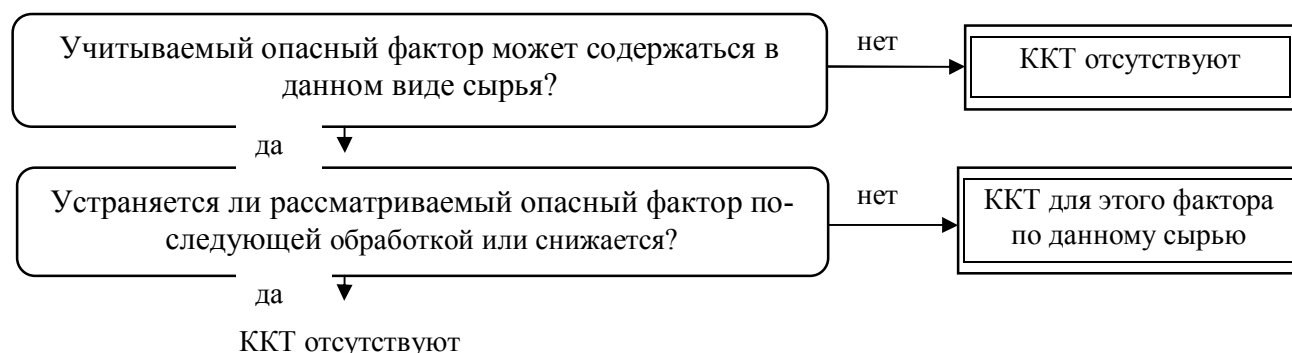 Учитываемый опасный фактор может содержаться в
данном виде сырья?
нет
ККТ отсутствуют
да
Устраняется ли рассматриваемый опасный фактор по-
следующей обработкой или снижается?
нет
ККТ для этого фактора
по данному сырью
да
ККТ отсутствуют